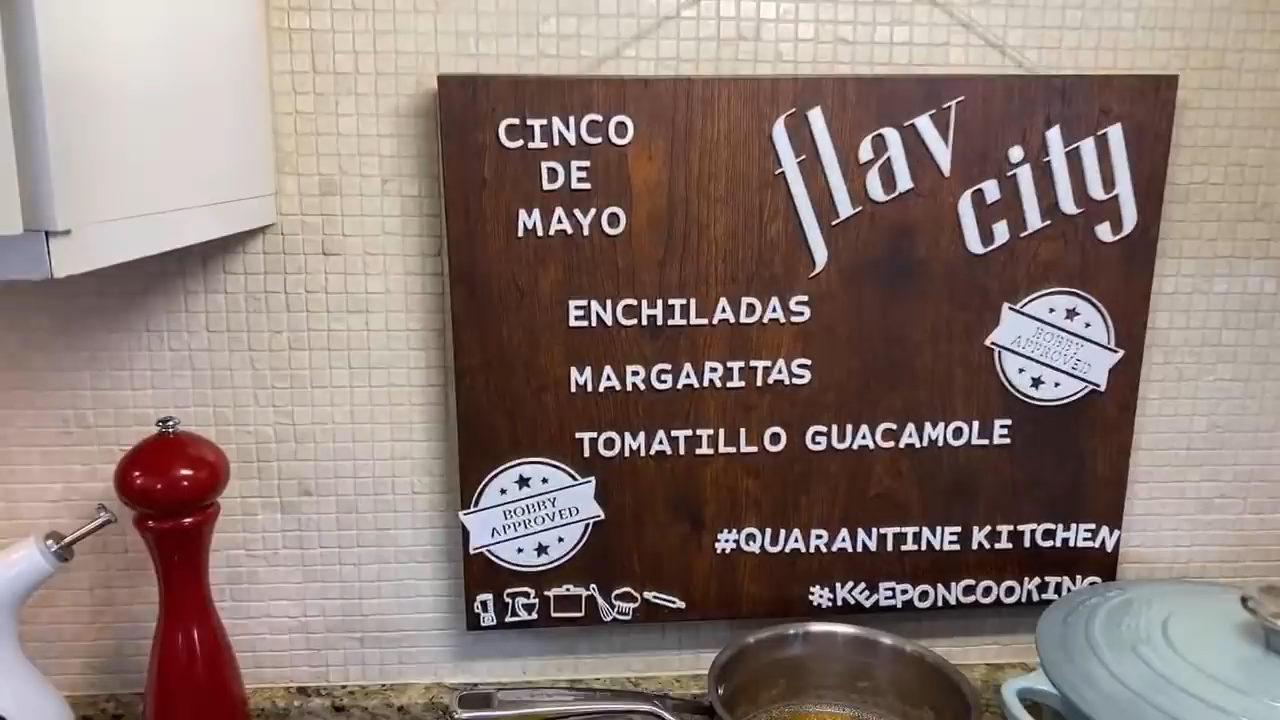 CINCO
DE
MAYO
flav
city
ENCHILADAS
MARGARITAS
TOMATILLO GUACAMOLE
BOBBY
APPROVED
BOBBY
APPROVED
#QUARANTINE KITCHEN
#KEEPONCOOKING